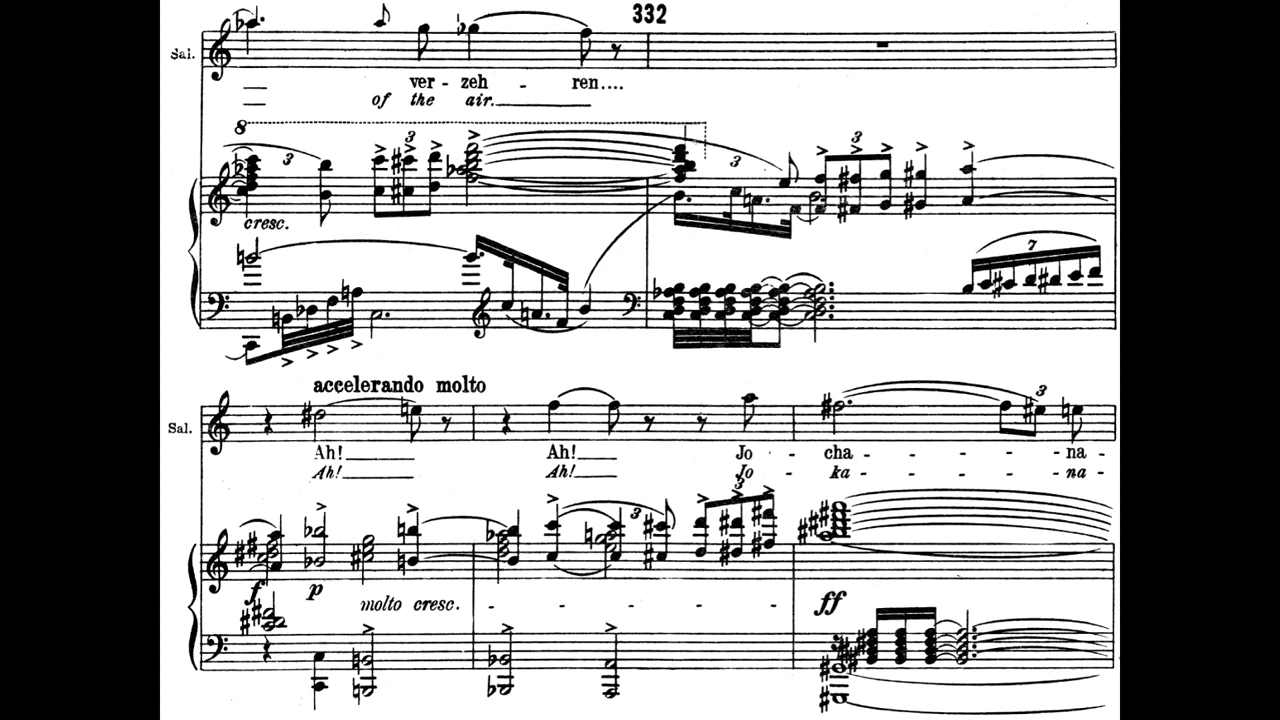 332
Sal.
ver - zeh - ren....
of the air.
8
3 3
3 3
cresc.
7
accelerando molto
Sal.
Ah! Ah! Jo - cha - - - - na -
Ah! Ah! Jo - ka - - - - na -
3
3 3
f p molto cresc. - - - - - - ff